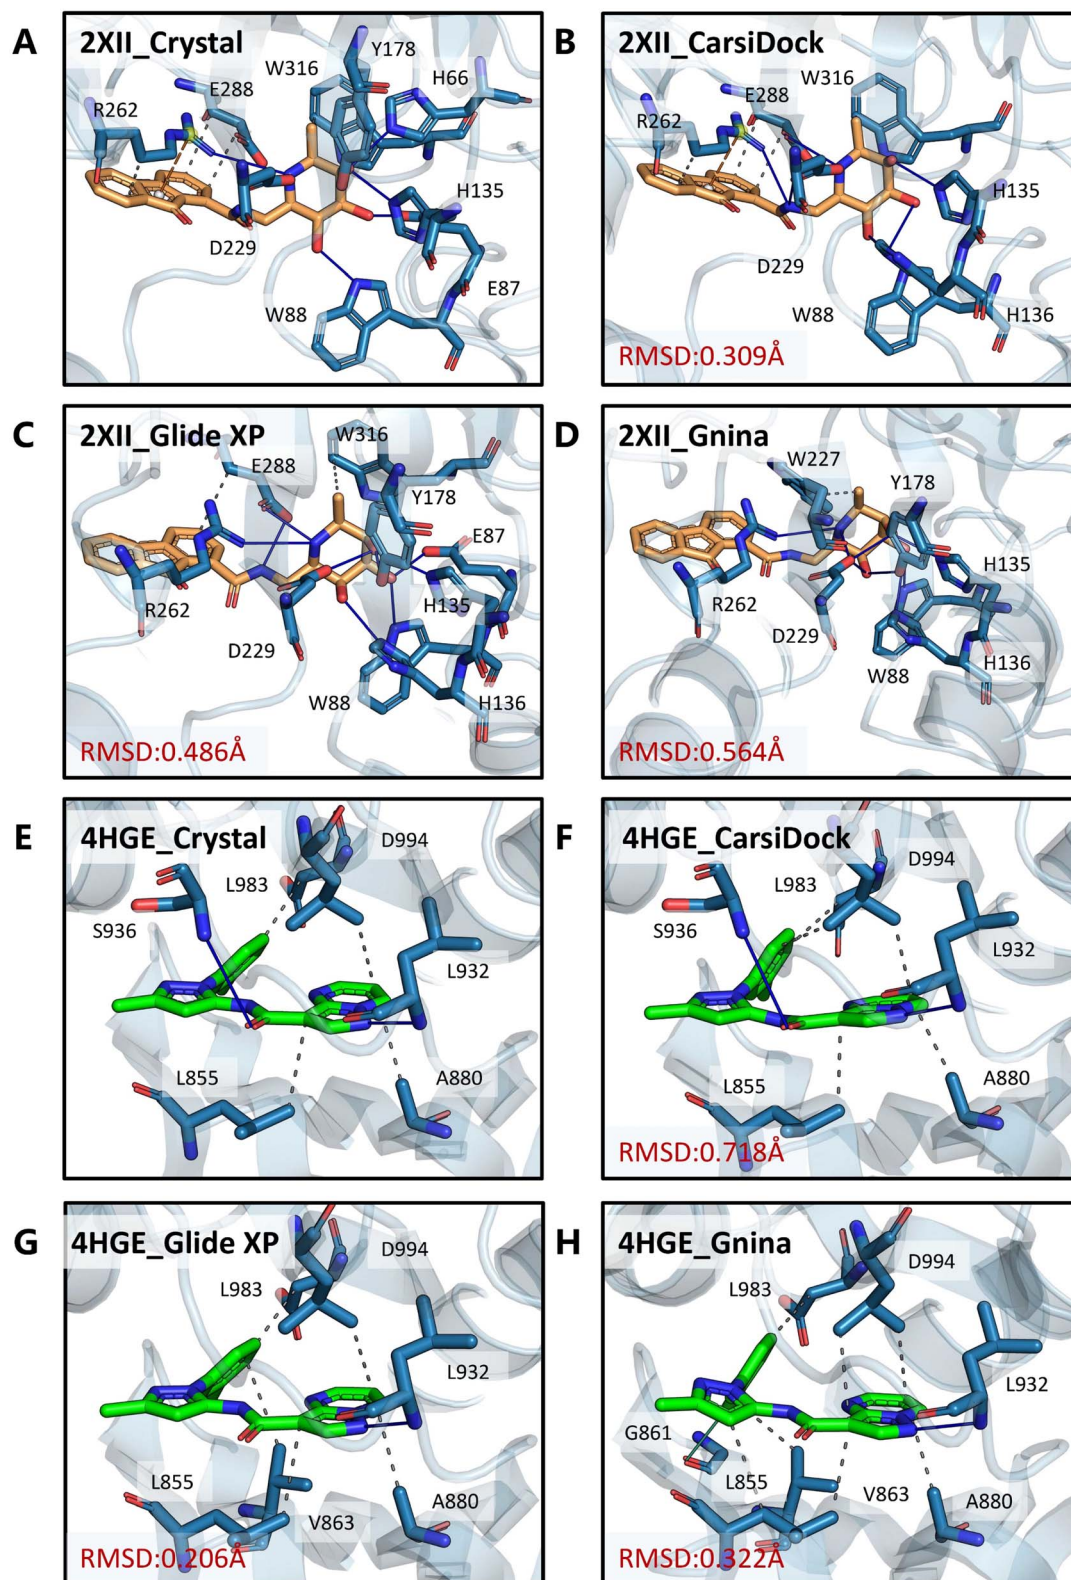 A
2XII_Crystal
Y178
W316
H66
E288
R262
H135
D229
E87
W88
B
2XII_CarsiDock
W316
E288
R262
H135
D229
W88
H136
RMSD:0.309Å
C
2XII_Glide XP
W316
E288
Y178
E87
R262
H135
D229
W88
H136
RMSD:0.486Å
D
2XII_Gnina
W227
Y178
H135
R262
D229
H136
W88
RMSD:0.564Å
E
4HGE_Crystal
D994
L983
S936
L932
L855
A880
F
4HGE_CarsiDock
D994
L983
S936
L932
L855
A880
RMSD:0.718Å
G
4HGE_Glide XP
D994
L983
L932
L855
A880
V863
RMSD:0.206Å
H
4HGE_Gnina
D994
L983
L932
G861
L855
V863
A880
RMSD:0.322Å